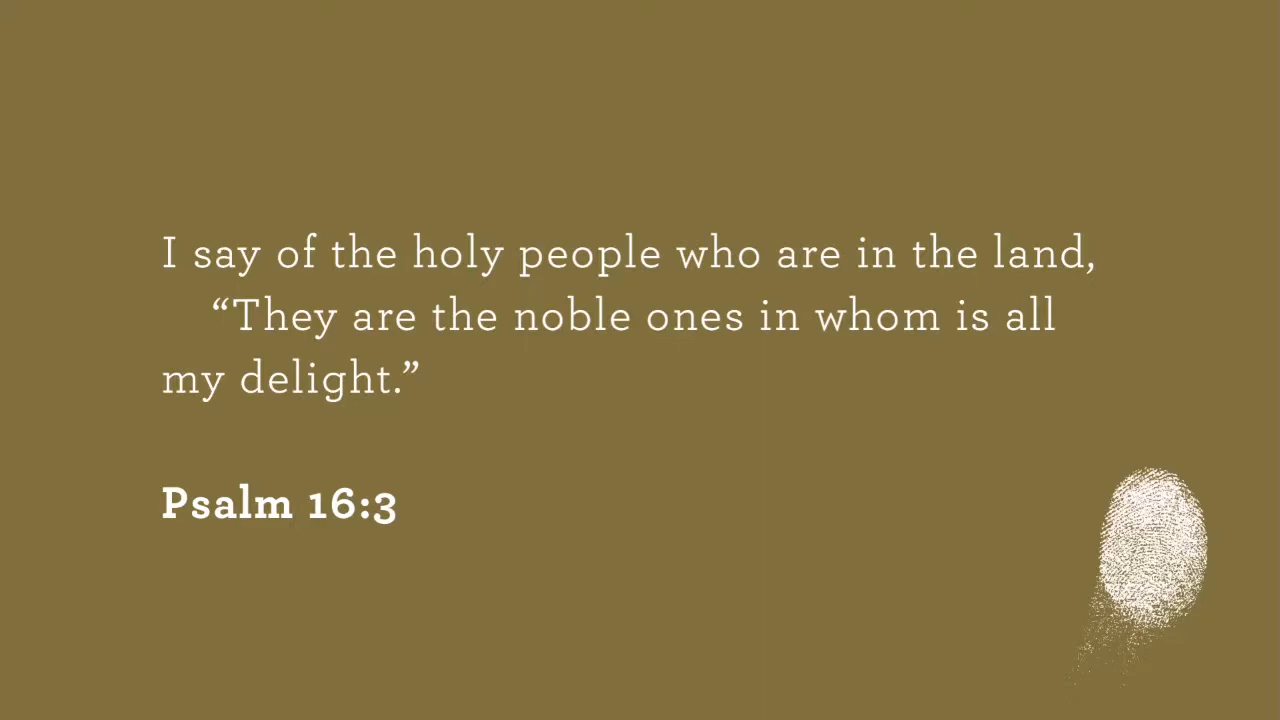 I say of the holy people who are in the land,
“They are the noble ones in whom is all
my delight.”
Psalm 16:3